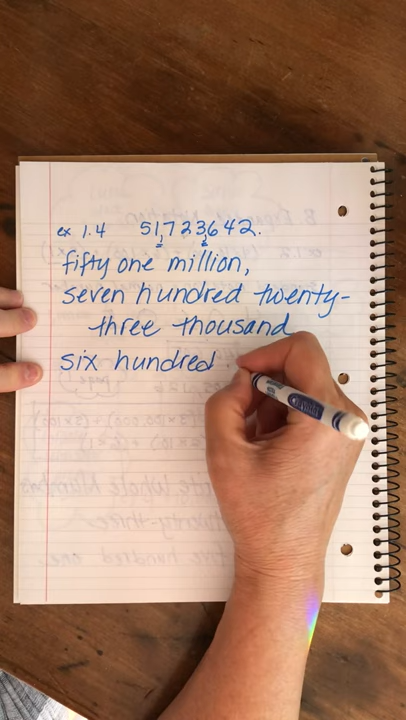 ex 1.4 51,723,642.
fifty one million,
seven hundred twenty-
three thousand
six hundred